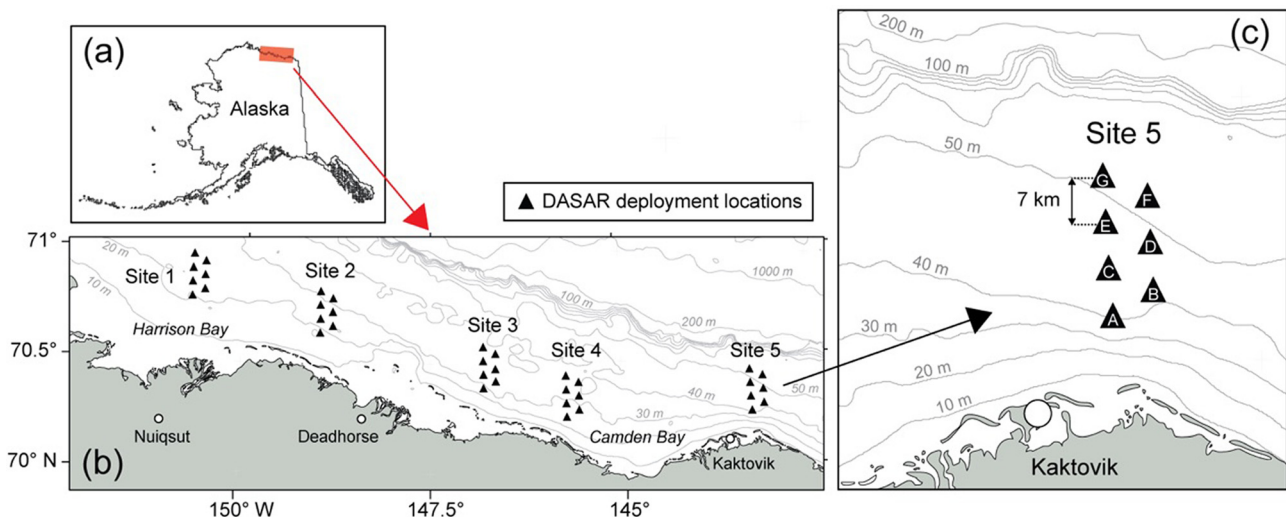 (a)
Alaska
▲ DASAR deployment locations
71°
70.5°
70° N
150° W
147.5°
145°
20 m
10 m
Site 1
Harrison Bay
Site 2
100 m
200 m
1000 m
Site 3
Site 4
Site 5
50 m
40 m
30 m
Camden Bay
Nuiqsut
Deadhorse
Kaktovik
(b)
(c)
200 m
100 m
Site 5
50 m
7 km
G
F
E
D
C
B
A
40 m
30 m
20 m
10 m
Kaktovik